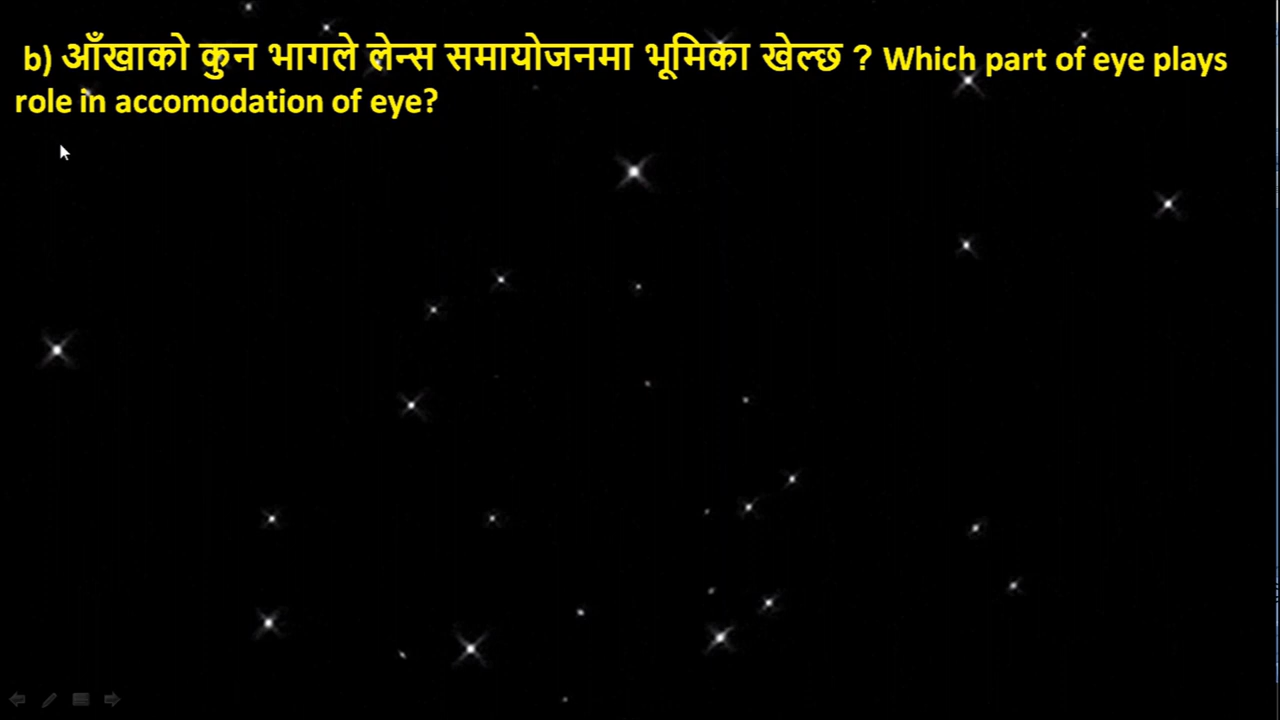 b) आँखाको कुन भागले लेन्स समायोजनमा भूमिका खेल्छ ? Which part of eye plays
role in accomodation of eye?